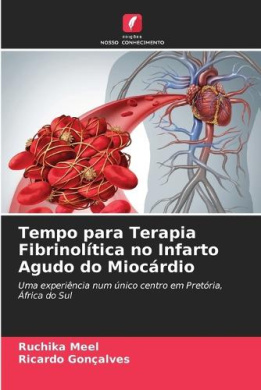 edições
NOSSO CONHECIMENTO
Tempo para Terapia
Fibrinolítica no Infarto
Agudo do Miocárdio
Uma experiência num único centro em Pretória,
África do Sul
Ruchika Meel
Ricardo Gonçalves